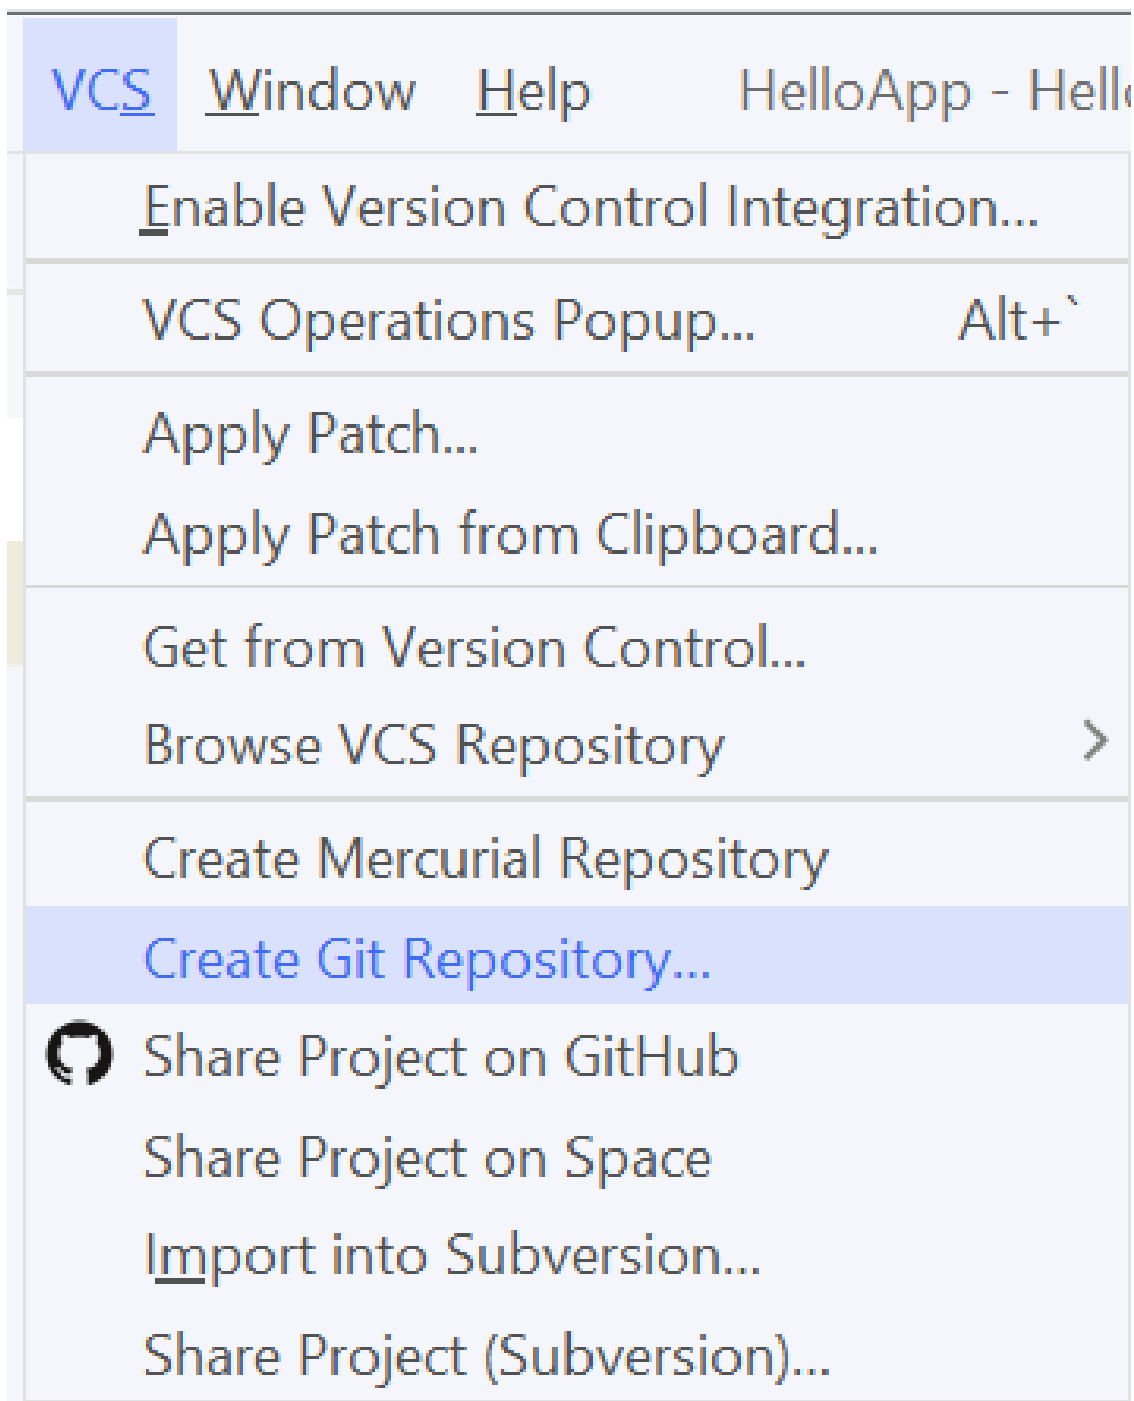 VCS Window Help HelloApp - Hello
Enable Version Control Integration...
VCS Operations Popup... Alt+`
Apply Patch...
Apply Patch from Clipboard...
Get from Version Control...
Browse VCS Repository
Create Mercurial Repository
Create Git Repository...
Share Project on GitHub
Share Project on Space
Import into Subversion...
Share Project (Subversion)...